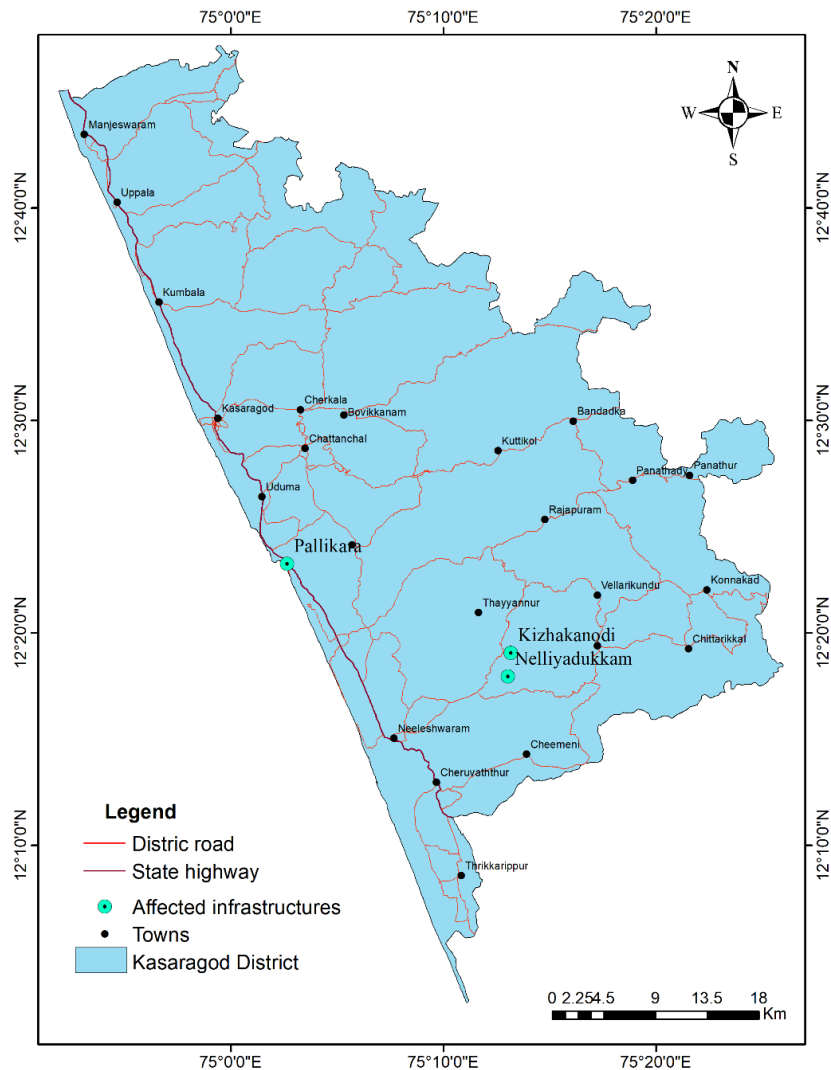 75°0'0"E 75°10'0"E 75°20'0"E
N
W E
S
Manjeswaram
12°40'0"N 12°40'0"N
Uppala
Kumbala
Kasaragod
Cherkala
Bovikkanam
Bandadka
12°30'0"N 12°30'0"N
Chattanchal
Kuttikol
Panathady
Panathur
Uduma
Rajapuram
Pallikara
Vellarikundu
Konnakad
Thayyannur
12°20'0"N 12°20'0"N
Kizhakanodi
Chittarikkal
Nelliyadukkam
Neeleshwaram
Cheemeni
Cheruvaththur
Legend
Distric road
State highway
Affected infrastructures
Towns
Kasaragod District
12°10'0"N 12°10'0"N
Thrikkarippur
0 2.25 4.5 9 13.5 18
Km
75°0'0"E 75°10'0"E 75°20'0"E